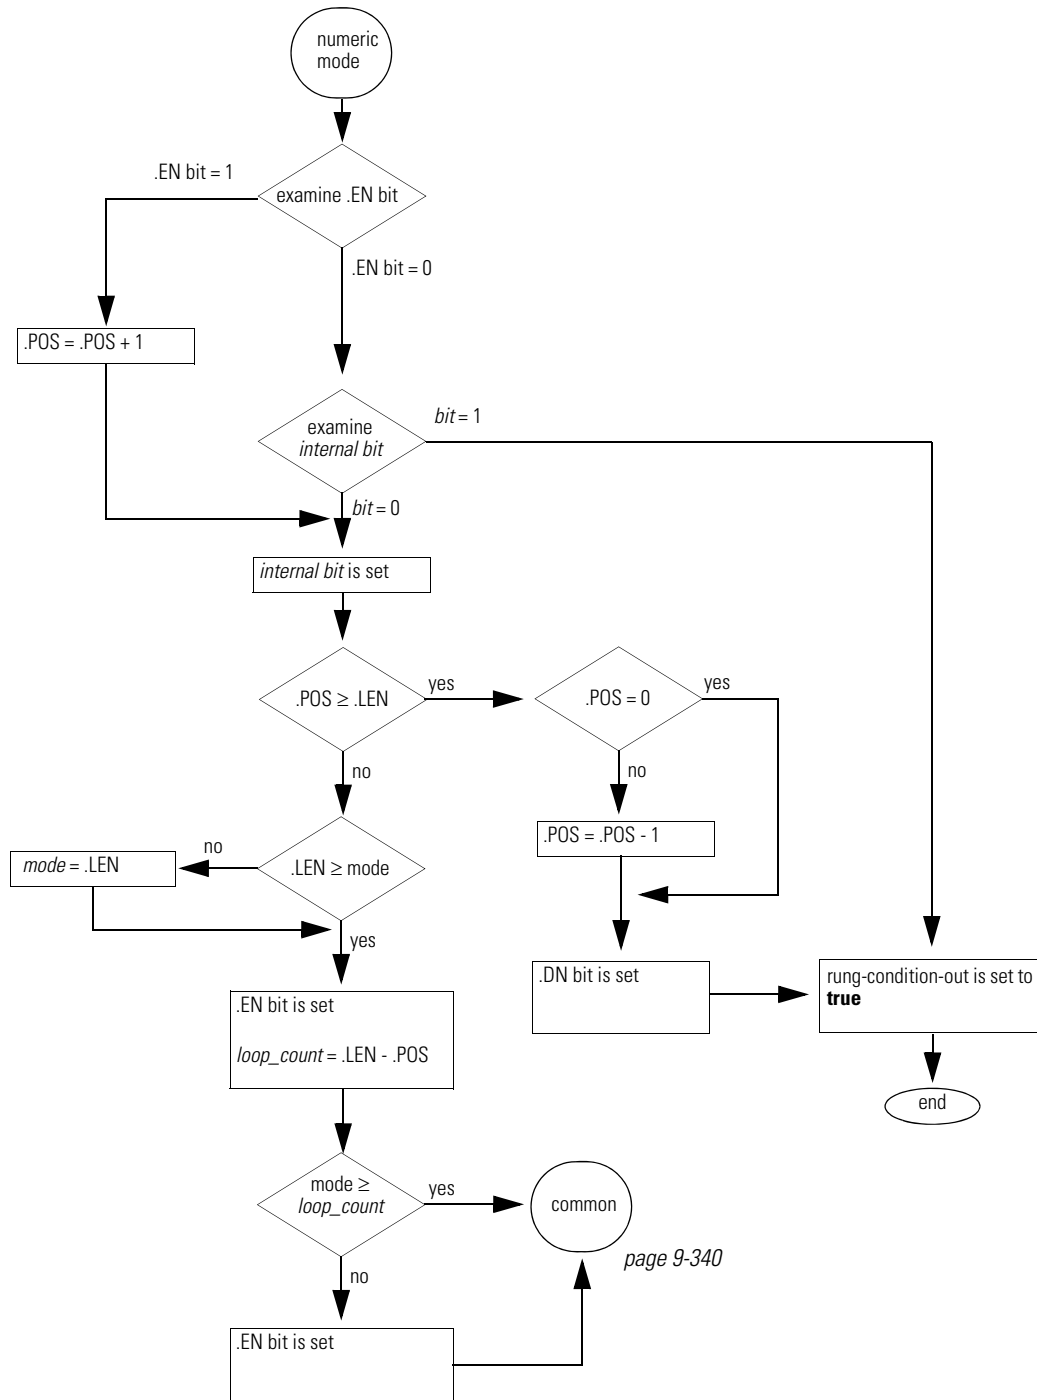 numeric
mode
.EN bit = 1
examine .EN bit
.EN bit = 0
.POS = .POS + 1
examine
internal bit
bit = 1
bit = 0
internal bit is set
.POS ≥ .LEN
yes
.POS = 0
yes
no
no
.POS = .POS - 1
mode = .LEN
no
.LEN ≥ mode
yes
.DN bit is set
rung-condition-out is set to
true
.EN bit is set
loop_count = .LEN - .POS
end
mode ≥
loop_count
yes
common
page 9-340
no
.EN bit is set